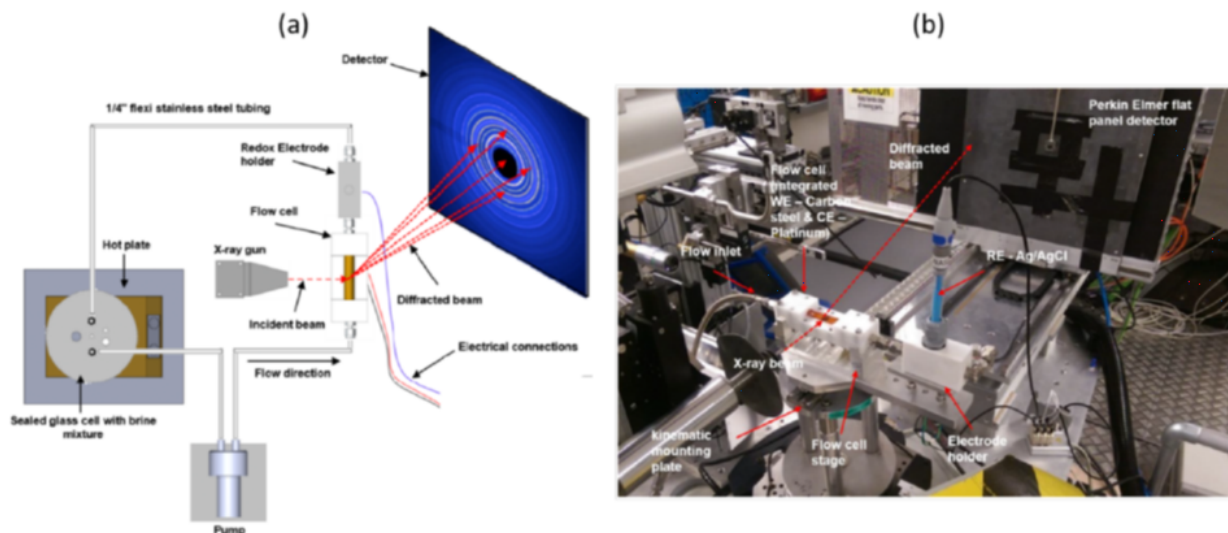 (a)
Detector
1/4" flexi stainless steel tubing
Redox Electrode
holder
Flow cell
X-ray gun
Hot plate
Incident beam
Diffracted beam
Electrical connections
Flow direction
Sealed glass cell with brine
mixture
Pump
(b)
CAUTION
Perkin Elmer flat
panel detector
Diffracted
beam
Flow cell
(integrated
WE – Carbon
steel & CE –
Platinum)
Flow inlet
RE - Ag/AgCl
X-ray beam
kinematic
mounting
plate
Flow cell
stage
Electrode
holder